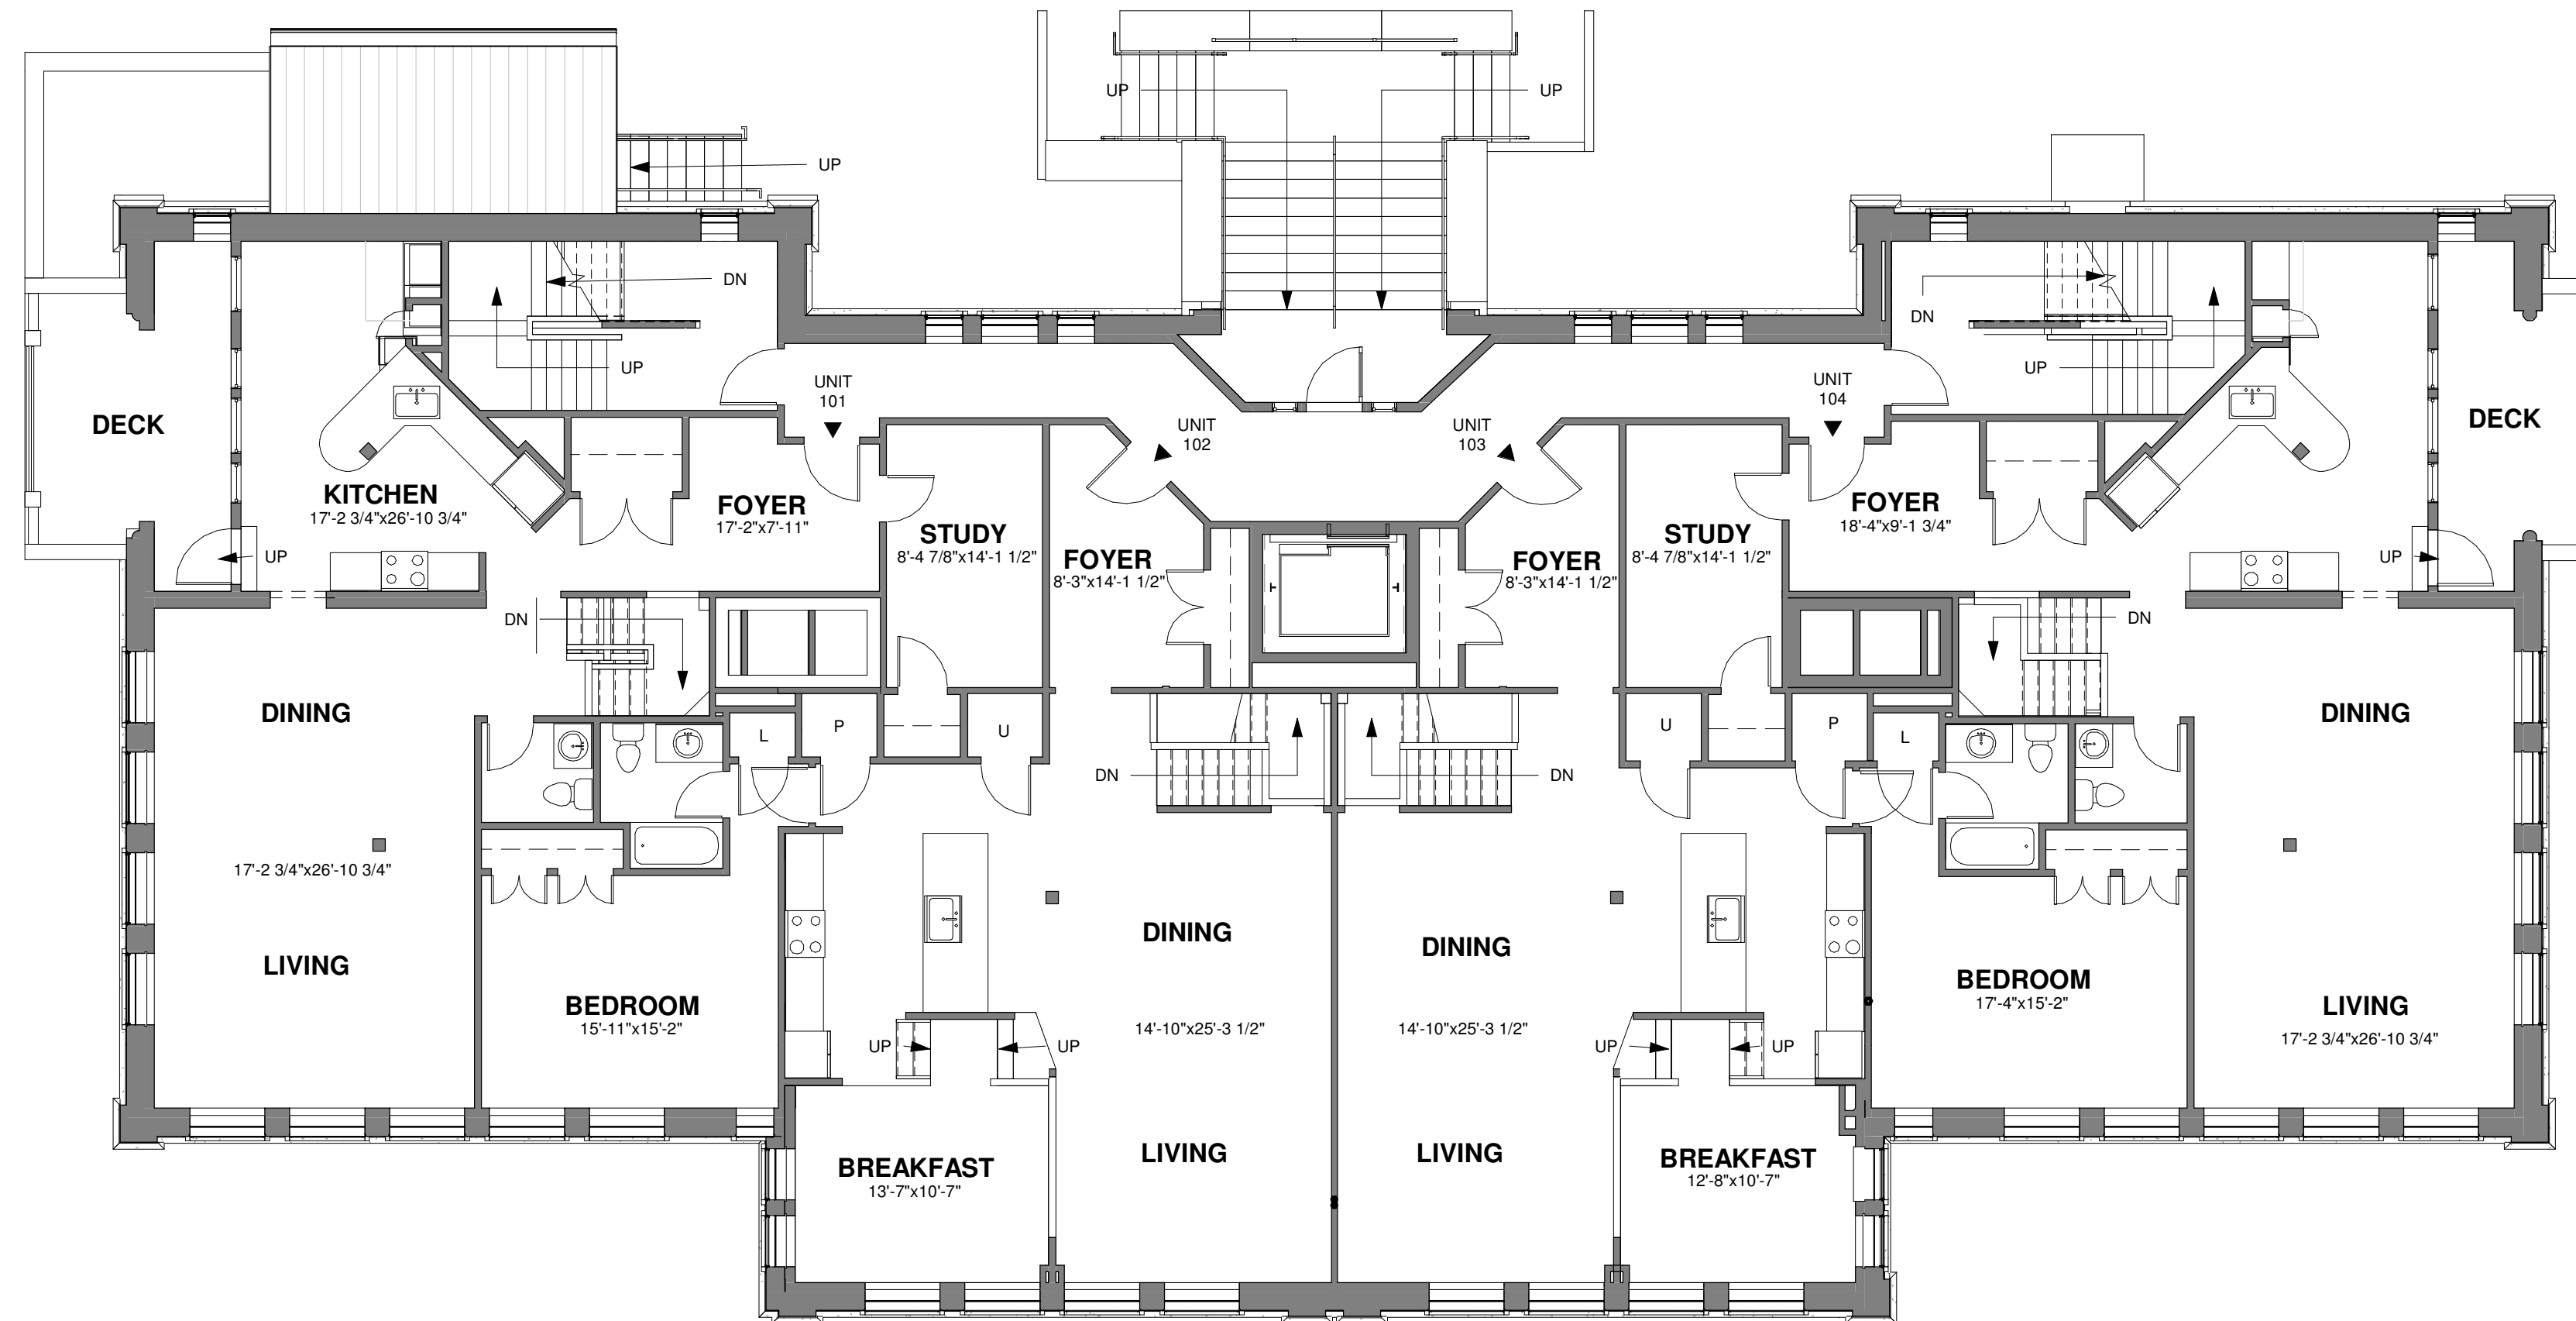 UP
UP
UP
DN
UP
DN
UP
UNIT
101
UNIT
102
UNIT
103
UNIT
104
DECK
DECK
KITCHEN
17'-2 3/4"x26'-10 3/4"
FOYER
17'-2"x7'-11"
STUDY
8'-4 7/8"x14'-1 1/2"
FOYER
8'-3"x14'-1 1/2"
FOYER
8'-3"x14'-1 1/2"
STUDY
8'-4 7/8"x14'-1 1/2"
FOYER
18'-4"x9'-1 3/4"
UP
UP
DN
DN
DINING
DINING
L
P
U
U
P
L
DN
DN
17'-2 3/4"x26'-10 3/4"
DINING
DINING
LIVING
BEDROOM
15'-11"x15'-2"
BEDROOM
17'-4"x15'-2"
LIVING
17'-2 3/4"x26'-10 3/4"
14'-10"x25'-3 1/2"
14'-10"x25'-3 1/2"
UP
UP
UP
UP
BREAKFAST
13'-7"x10'-7"
LIVING
LIVING
BREAKFAST
12'-8"x10'-7"